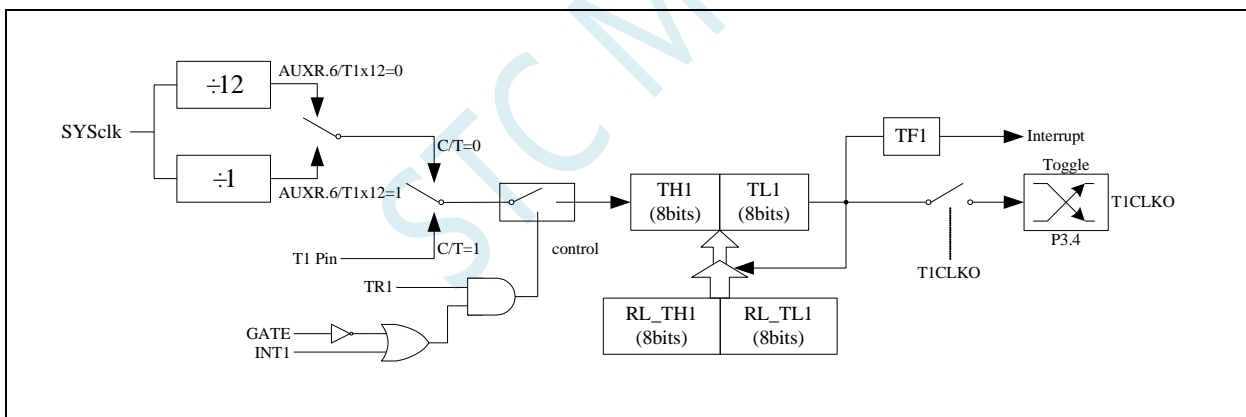 ÷12
AUXR.6/T1x12=0
SYSclk
÷1
AUXR.6/T1x12=1
C/T=0
C/T=1
T1 Pin
control
TR1
GATE
INT1
TH1
(8bits)
TL1
(8bits)
RL_TH1
(8bits)
RL_TL1
(8bits)
TF1
Interrupt
Toggle
T1CLKO
P3.4
T1CLKO
STC M